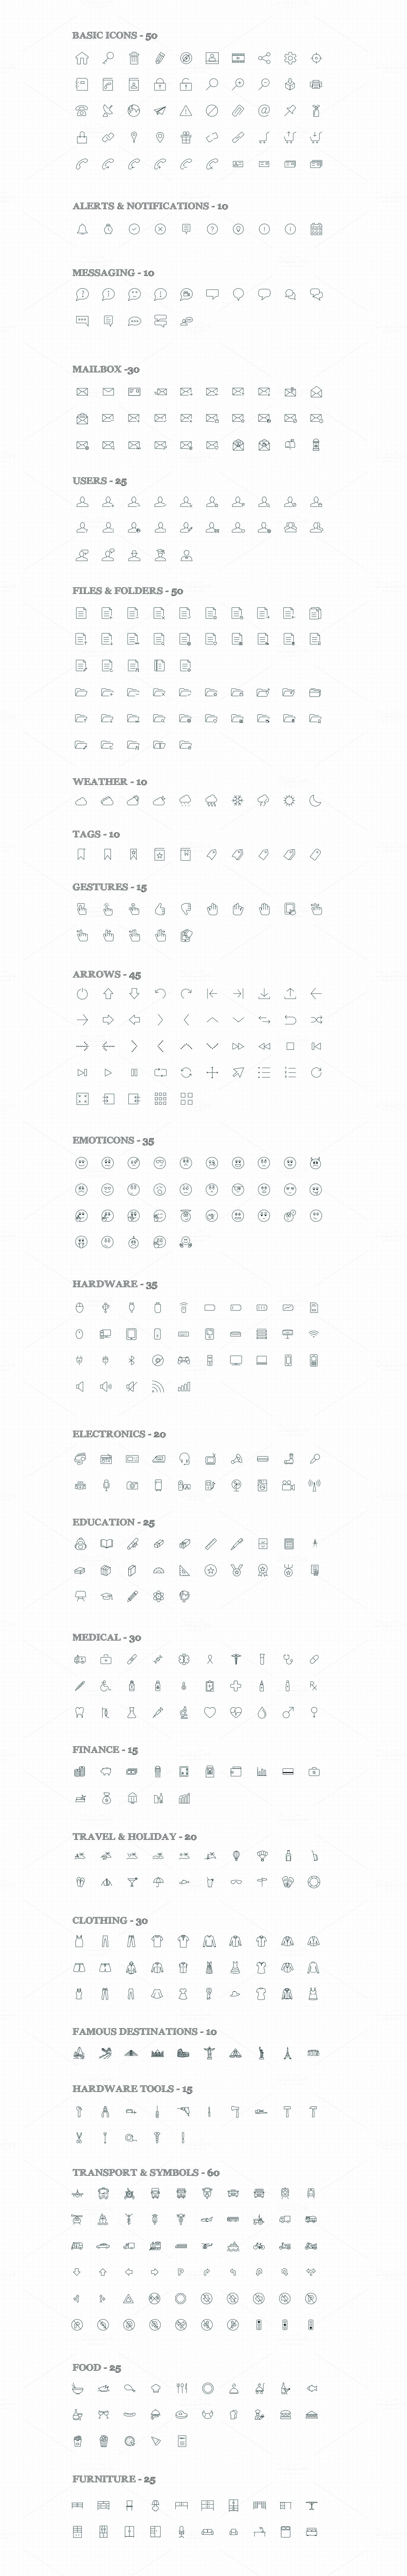 BASIC ICONS - 50
ALERTS & NOTIFICATIONS - 10
MESSAGING - 10
MAILBOX -30
USERS - 25
FILES & FOLDERS - 50
WEATHER - 10
TAGS - 10
GESTURES - 15
ARROWS - 45
EMOTICONS - 35
HARDWARE - 35
ELECTRONICS - 20
EDUCATION - 25
MEDICAL - 30
FINANCE - 15
TRAVEL & HOLIDAY - 20
CLOTHING - 30
FAMOUS DESTINATIONS - 10
HARDWARE TOOLS - 15
TRANSPORT & SYMBOLS - 60
FOOD - 25
FURNITURE - 25